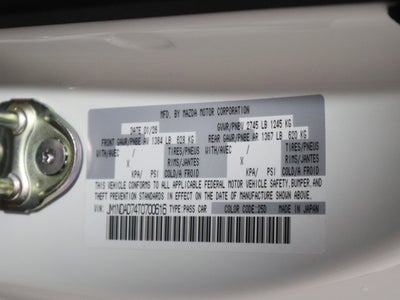 MFD. BY MAZDA MOTOR CORPORATION
DATE 01/26 GVWR/PNBV 2745 LB 1245 KG
FRONT GAWR/PNBE AV 1384 LB 628 KG REAR GAWR/PNBE AR 1367 LB 620 KG
WITH/AVEC / TIRES/PNEUS WITH/AVEC / TIRES/PNEUS
X RIMS/JANTES X RIMS/JANTES
KPA/ PSI COLD/A FROID KPA/ PSI COLD/A FROID
THIS VEHICLE CONFORMS TO ALL APPLICABLE FEDERAL MOTOR VEHICLE SAFETY, BUMPER, AND
THEFT PREVENTION STANDARDS IN EFFECT ON THE DATE OF MANUFACTURE SHOWN ABOVE.
VIN: JM1NDAD74T0700616 TYPE: PASS CAR COLOR CODE: 25D MADE IN JAPAN